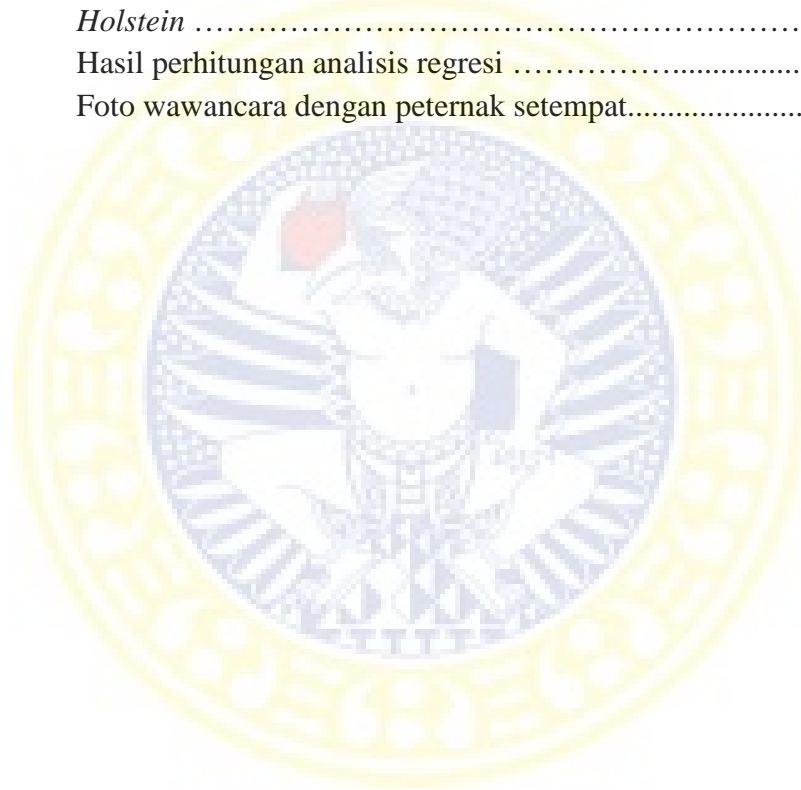 Holstein …………………………………………………….
Hasil perhitungan analisis regresi ……………..................
Foto wawancara dengan peternak setempat.....................